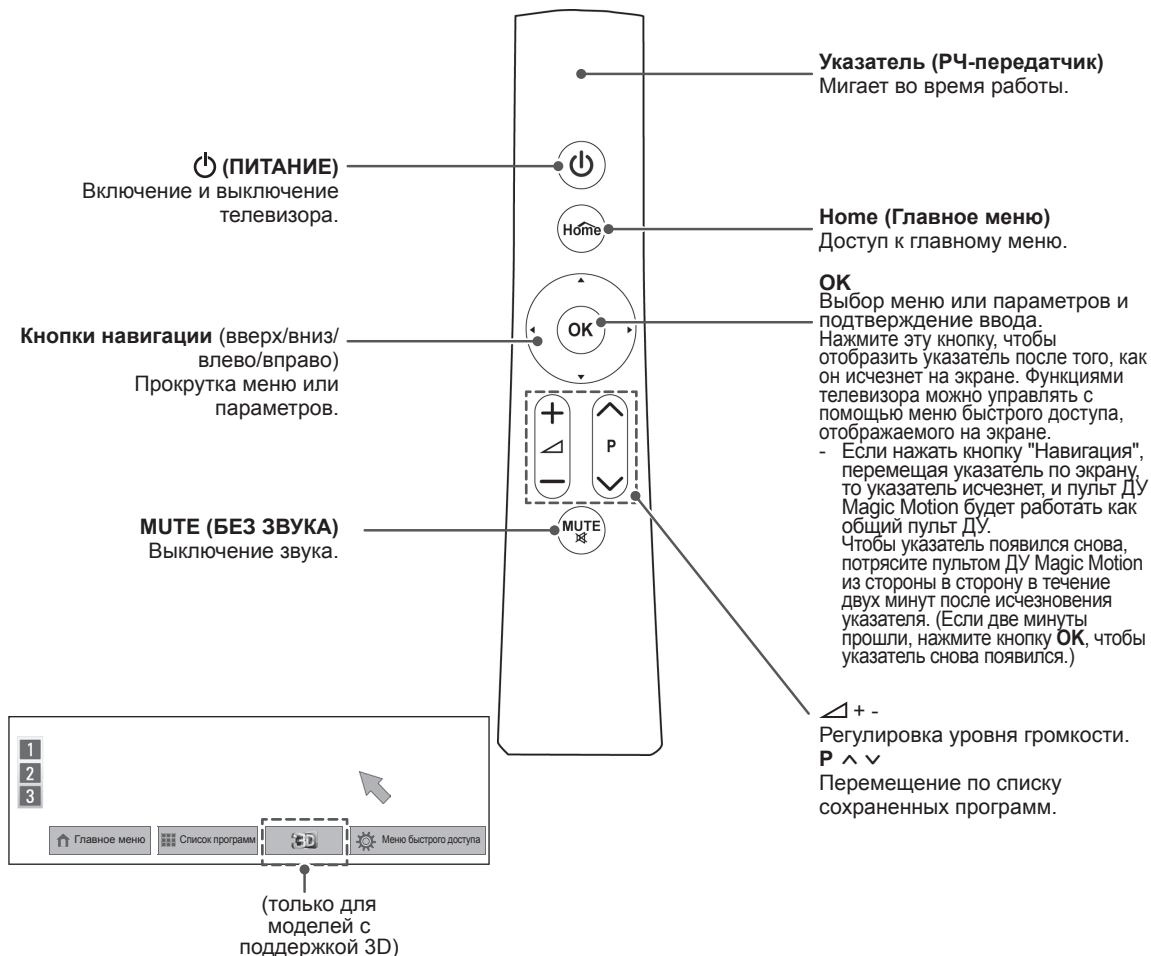 Указатель (РЧ-передатчик)
Мигает во время работы.
(ПИТАНИЕ)
Включение и выключение
телевизора.
Home
Home (Главное меню)
Доступ к главному меню.
OK
Выбор меню или параметров и
подтверждение ввода.
Нажмите эту кнопку, чтобы
отобразить указатель после того, как
он исчезнет на экране. Функциями
телевизора можно управлять с
помощью меню быстрого доступа,
отображаемого на экране.
- Если нажать кнопку "Навигация",
перемещая указатель по экрану,
то указатель исчезнет, и пульт ДУ
Magic Motion будет работать как
общий пульт ДУ.
Чтобы указатель появился снова,
потрясите пультом ДУ Magic Motion
из стороны в сторону в течение
двух минут после исчезновения
указателя. (Если две минуты
прошли, нажмите кнопку OK, чтобы
указатель снова появился.)
Кнопки навигации (вверх/вниз/
влево/вправо)
Прокрутка меню или
параметров.
OK
+
P
−
MUTE (БЕЗ ЗВУКА)
Выключение звука.
MUTE
+ -
Регулировка уровня громкости.
P ^ v
Перемещение по списку
сохраненных программ.
1
2
3
Главное меню
Список программ
3D
Меню быстрого доступа
(только для
моделей с
поддержкой 3D)